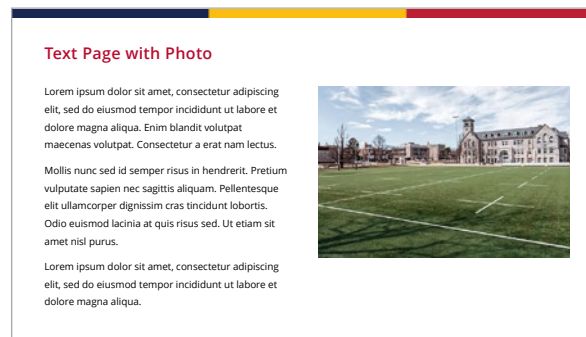 Text Page with Photo
Lorem ipsum dolor sit amet, consectetur adipiscing
elit, sed do eiusmod tempor incididunt ut labore et
dolore magna aliqua. Enim blandit volutpat
maecenas volutpat. Consectetur a erat nam lectus.
Mollis nunc sed id semper risus in hendrerit. Pretium
vulputate sapien nec sagittis aliquam. Pellentesque
elit ullamcorper dignissim cras tincidunt lobortis.
Odio euismod lacinia at quis risus sed. Ut etiam sit
amet nisl purus.
Lorem ipsum dolor sit amet, consectetur adipiscing
elit, sed do eiusmod tempor incididunt ut labore et
dolore magna aliqua.